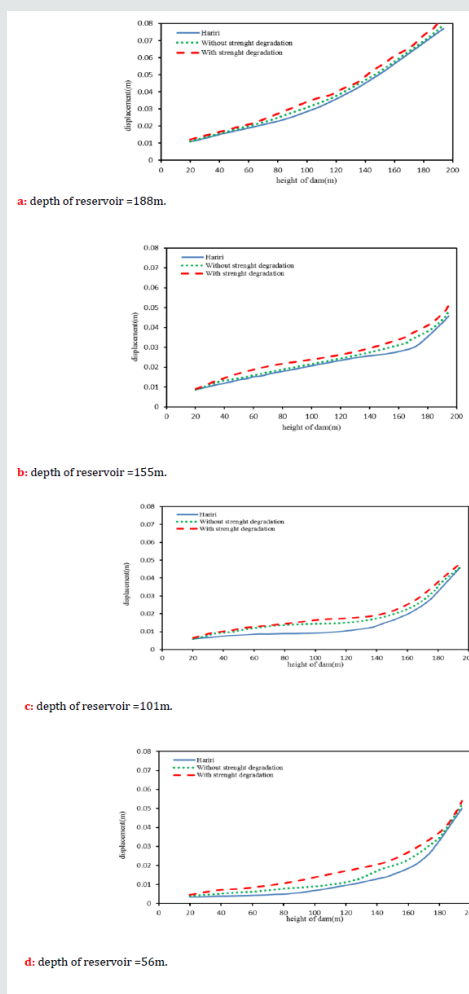 0.08
0.07
0.06
0.05
0.04
0.03
0.02
0.01
0
displacement(m)
Hariri
Without strenght degradation
With strenght degradation
0 20 40 60 80 100 120 140 160 180 200
height of dam(m)
a: depth of reservoir =188m.
0.08
0.07
0.06
0.05
0.04
0.03
0.02
0.01
0
displacement(m)
Hariri
Without strenght degradation
With strenght degradation
0 20 40 60 80 100 120 140 160 180 200
height of dam(m)
b: depth of reservoir =155m.
0.08
0.07
0.06
0.05
0.04
0.03
0.02
0.01
0
displacement(m)
Hariri
Without strenght degradation
With strenght degradation
0 20 40 60 80 100 120 140 160 180
height of dam(m)
c: depth of reservoir =101m.
0.08
0.07
0.06
0.05
0.04
0.03
0.02
0.01
0
displacement(m)
Hariri
Without strenght degradation
With strenght degradation
0 20 40 60 80 100 120 140 160 180
height of dam(m)
d: depth of reservoir =56m.